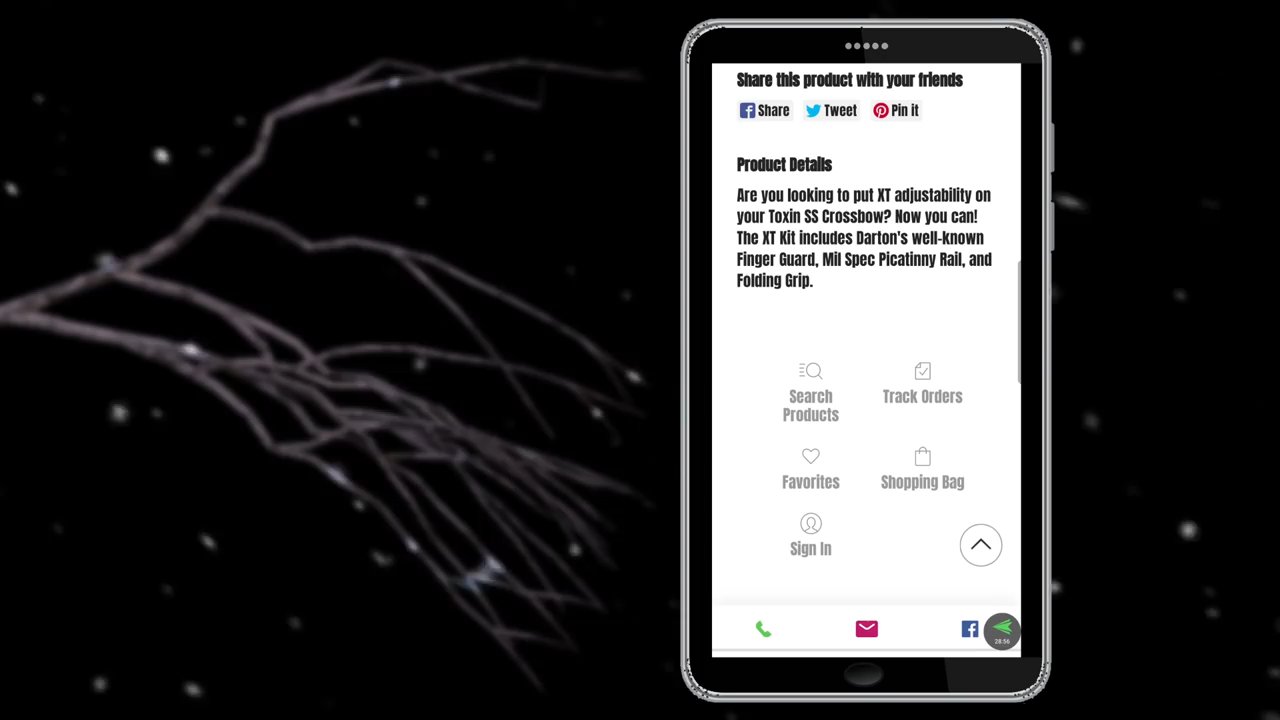 Share this product with your friends
Share Tweet Pin it
Product Details
Are you looking to put XT adjustability on
your Toxin SS Crossbow? Now you can!
The XT Kit includes Darton's well-known
Finger Guard, Mil Spec Picatinny Rail, and
Folding Grip.
Search Track Orders
Products
Favorites Shopping Bag
Sign In
28:56